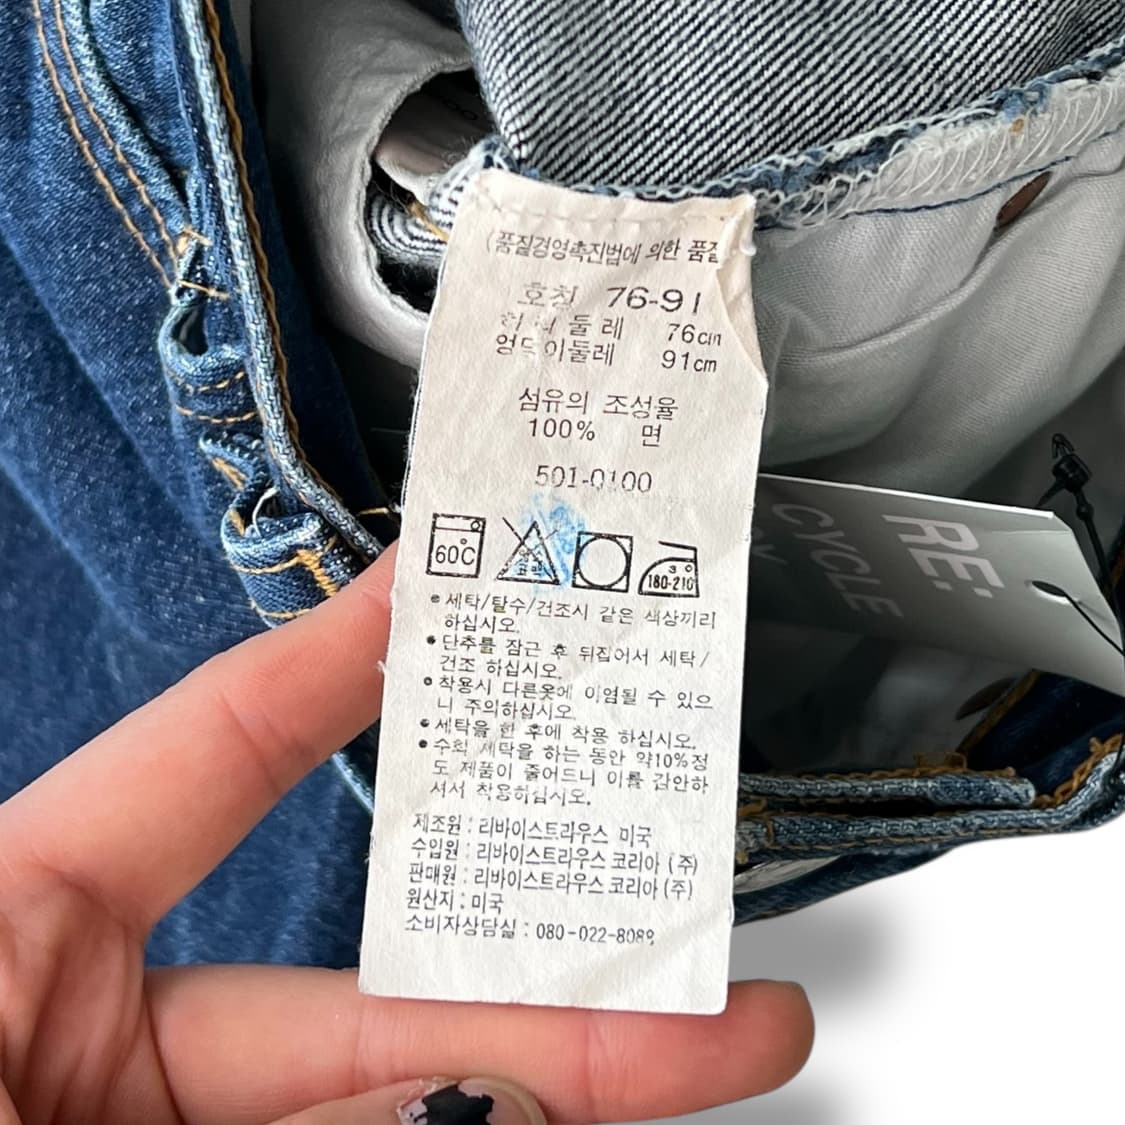 (품질경영촉진법에 의한 품질
호칭 76-91
허리둘레 76cm
엉덩이둘레 91cm
섬유의 조성율
100% 면
501-0100
60℃
180-210
• 세탁/탈수/건조시 같은 색상끼리
하십시오.
• 단추를 잠근 후 뒤집어서 세탁/
건조 하십시오.
• 착용시 다른옷에 이염될 수 있으
니 주의하십시오.
• 세탁을 한 후에 착용 하십시오.
• 수회 세탁을 하는 동안 약10%정
도 제품이 줄어드니 이를 감안하
셔서 착용하십시오.
제조원 : 리바이스트라우스 미국
수입원 : 리바이스트라우스 코리아 (주)
판매원 : 리바이스트라우스 코리아 (주)
원산지 : 미국
소비자상담실 : 080-022-8089
RE:
CYCLE